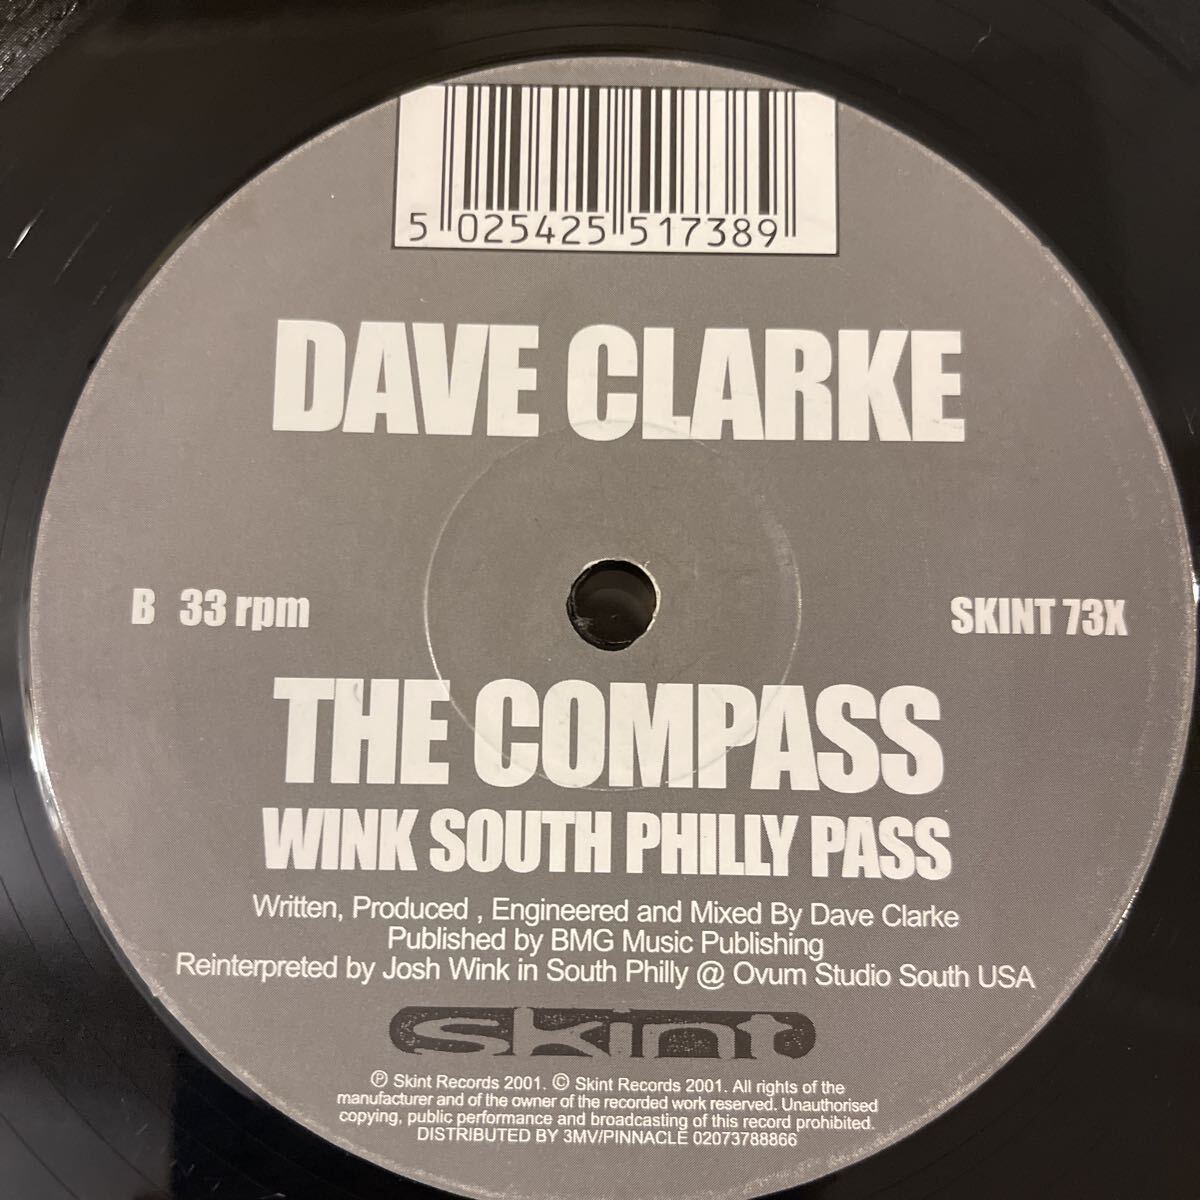 5 025425 517389
DAVE CLARKE
B 33 rpm
SKINT 73X
THE COMPASS
WINK SOUTH PHILLY PASS
Written, Produced , Engineered and Mixed By Dave Clarke
Published by BMG Music Publishing
Reinterpreted by Josh Wink in South Philly @ Ovum Studio South USA
skint
℗ Skint Records 2001. © Skint Records 2001. All rights of the
manufacturer and of the owner of the recorded work reserved. Unauthorised
copying, public performance and broadcasting of this record prohibited.
DISTRIBUTED BY 3MV/PINNACLE 02073788866